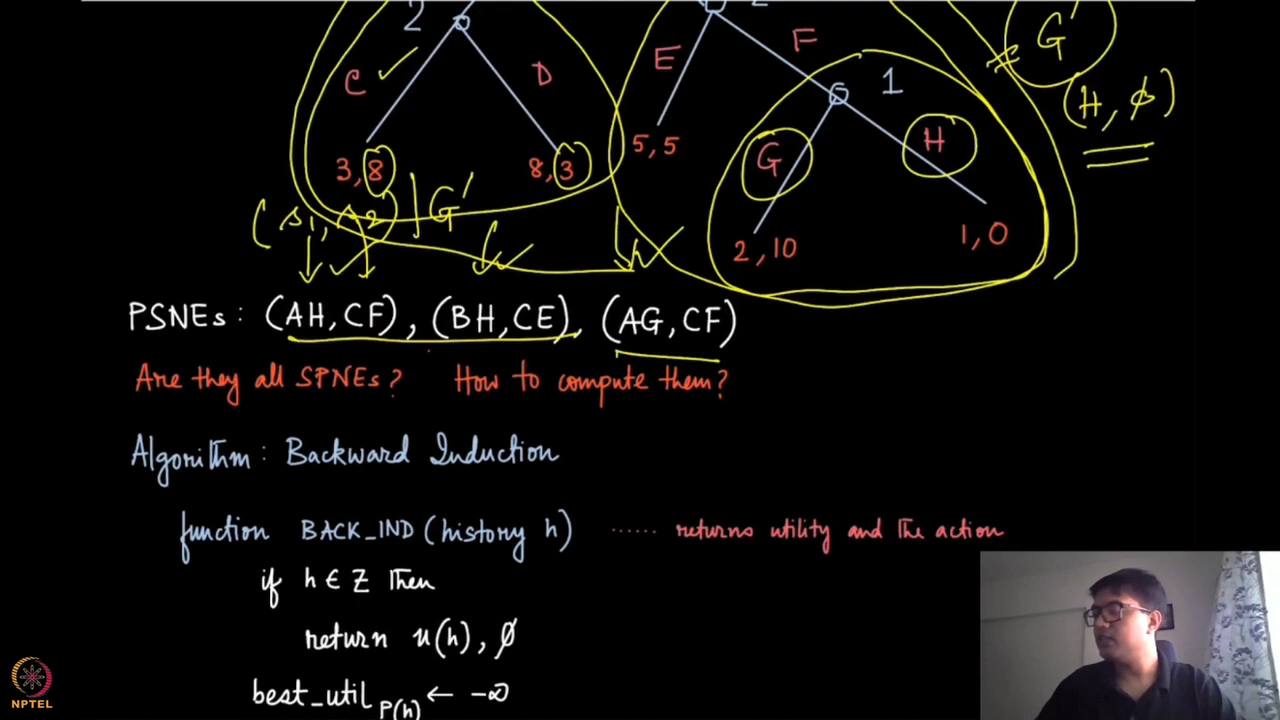 2
C D E F 1 G'
G H (H, ϕ)
3,8 8,3 5,5
(s1, s2) | G' 2,10 1,0
PSNEs: (AH,CF), (BH,CE), (AG,CF)
Are they all SPNEs? How to compute them?
Algorithm: Backward Induction
function BACK_IND (history h) ...... returns utility and the action
if h ∈ Z then
return u(h), ϕ
best_util P(h) ← -∞
NPTEL